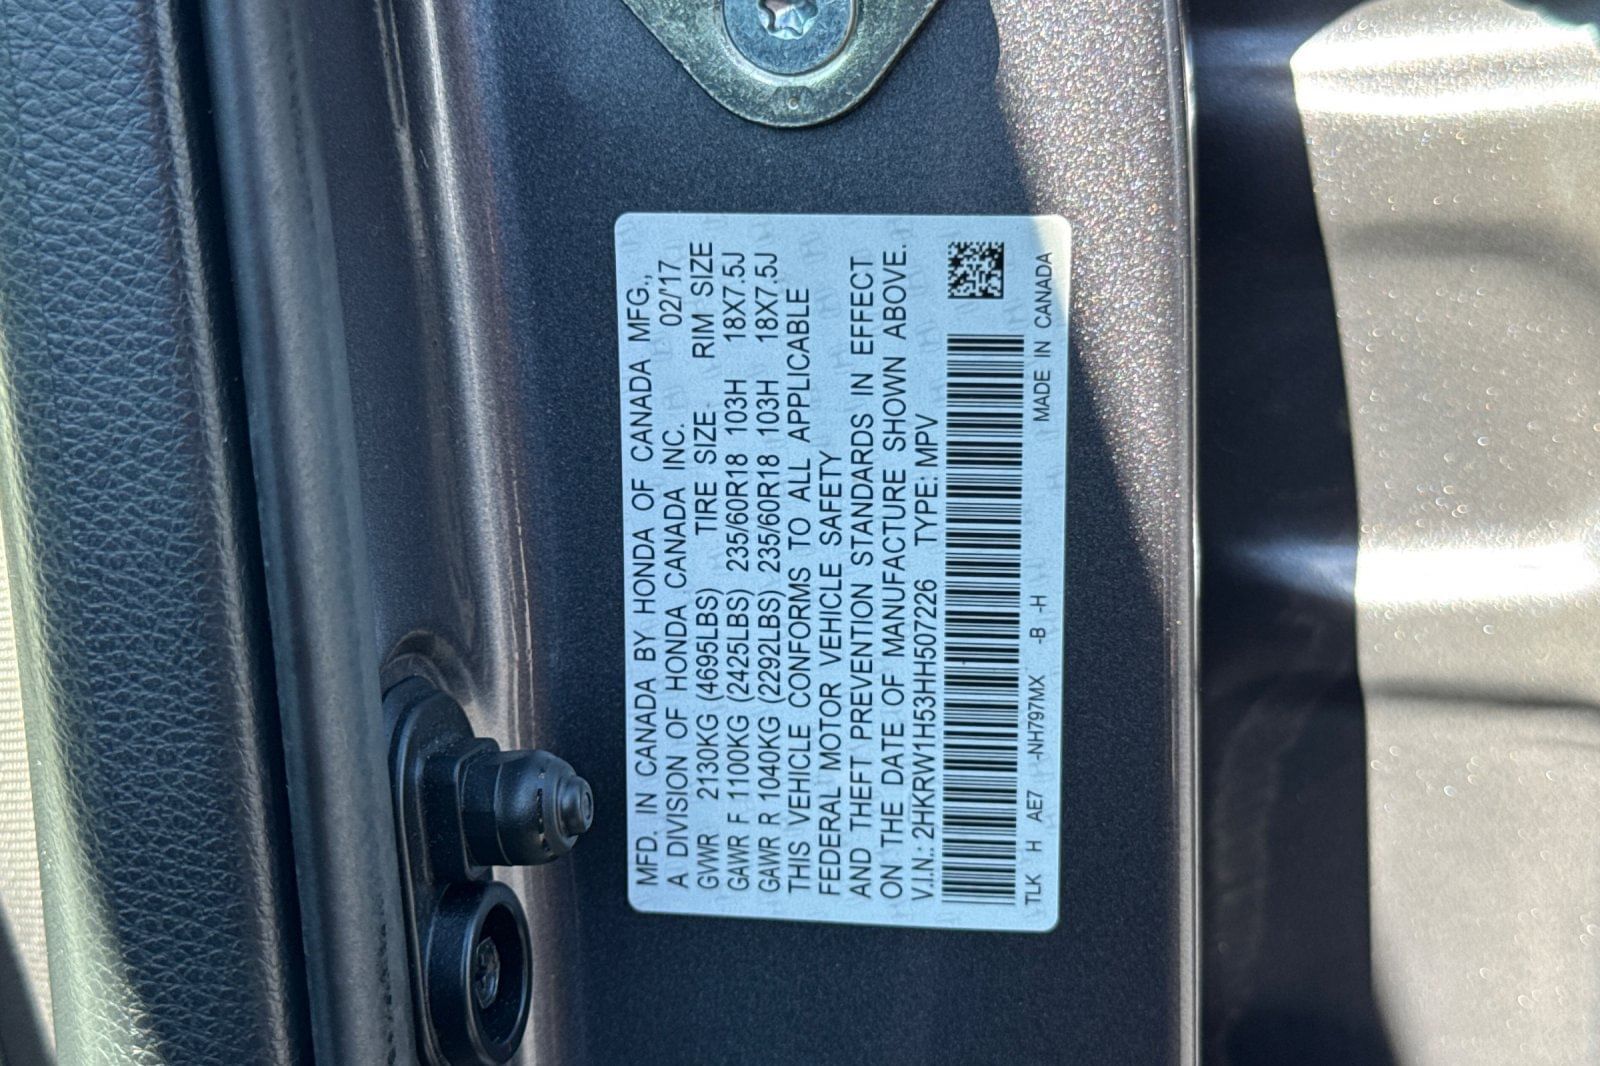 MFD. IN CANADA BY HONDA OF CANADA MFG.,
A DIVISION OF HONDA CANADA INC. 02/17
GVWR 2130KG (4695LBS) TIRE SIZE RIM SIZE
GAWR F 1100KG (2425LBS) 235/60R18 103H 18X7.5J
GAWR R 1040KG (2292LBS) 235/60R18 103H 18X7.5J
THIS VEHICLE CONFORMS TO ALL APPLICABLE
FEDERAL MOTOR VEHICLE SAFETY
AND THEFT PREVENTION STANDARDS IN EFFECT
ON THE DATE OF MANUFACTURE SHOWN ABOVE.
V.I.N.: 2HKRW1H53HH507226 TYPE: MPV
TLK H AE7 -NH797MX -B -H MADE IN CANADA